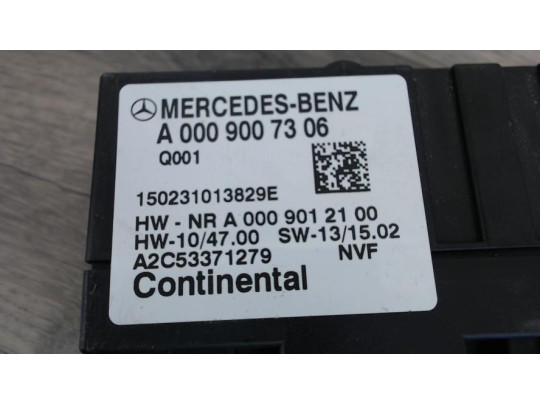 MERCEDES-BENZ
A 000 900 73 06
Q001
150231013829E
HW - NR A 000 901 21 00
HW-10/47.00 SW-13/15.02
A2C53371279 NVF
Continental